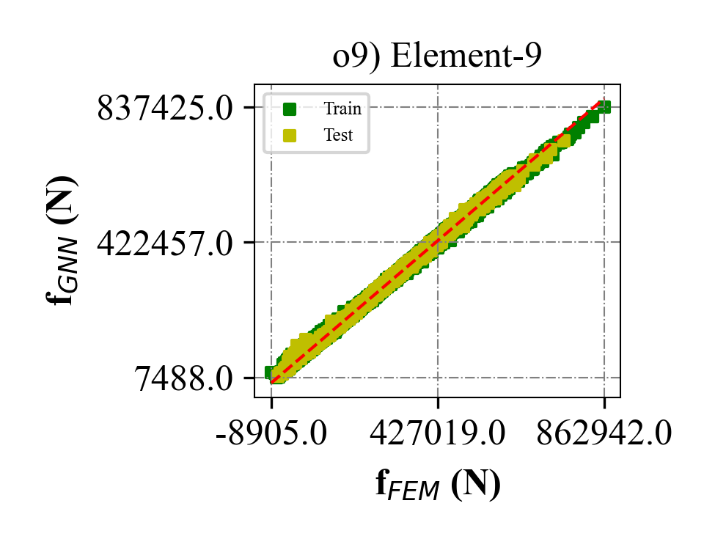 o9) Element-9
Train
Test
837425.0
422457.0
7488.0
f_GNN (N)
-8905.0 427019.0 862942.0
f_FEM (N)